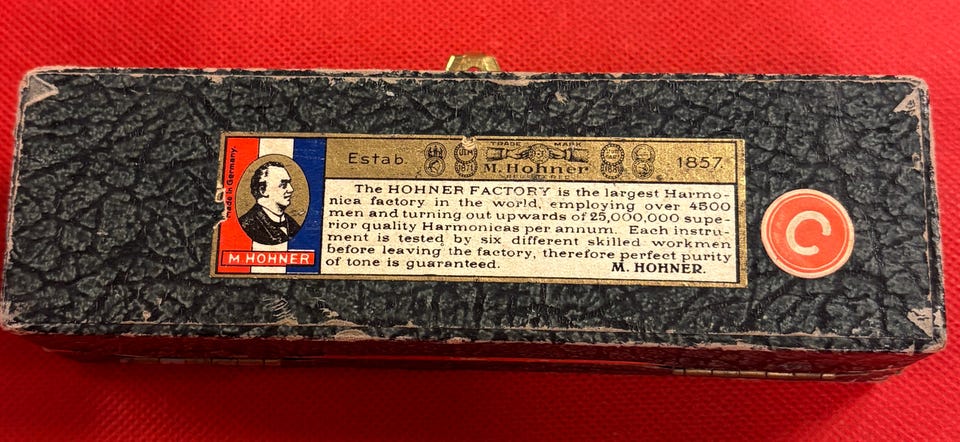 Made in Germany.
M. HOHNER
Estab.
TRADE MARK
M. Hohner
1857
The HOHNER FACTORY is the largest Harmo-
nica factory in the world, employing over 4500
men and turning out upwards of 25,000,000 supe-
rior quality Harmonicas per annum. Each instru-
ment is tested by six different skilled workmen
before leaving the factory, therefore perfect purity
of tone is guaranteed. M. HOHNER.
C